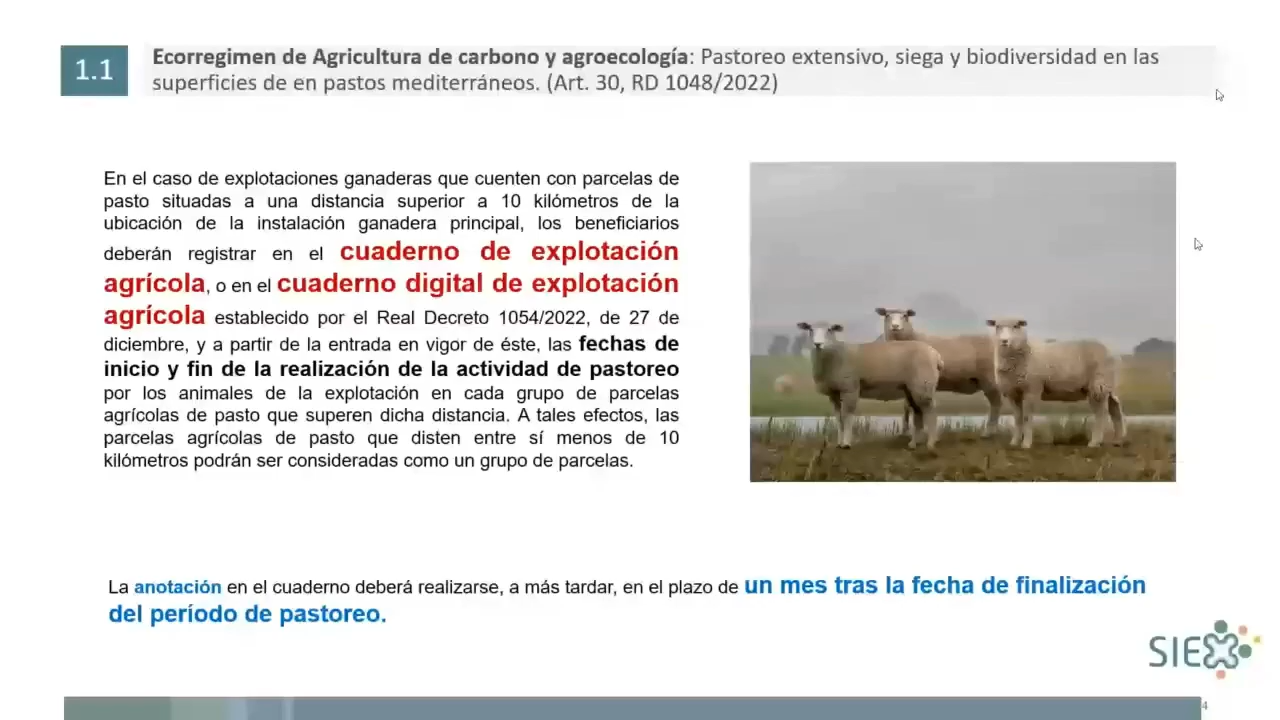 1.1
Ecorregimen de Agricultura de carbono y agroecología: Pastoreo extensivo, siega y biodiversidad en las
superficies de en pastos mediterráneos. (Art. 30, RD 1048/2022)
En el caso de explotaciones ganaderas que cuenten con parcelas de
pasto situadas a una distancia superior a 10 kilómetros de la
ubicación de la instalación ganadera principal, los beneficiarios
deberán registrar en el cuaderno de explotación
agrícola, o en el cuaderno digital de explotación
agrícola establecido por el Real Decreto 1054/2022, de 27 de
diciembre, y a partir de la entrada en vigor de éste, las fechas de
inicio y fin de la realización de la actividad de pastoreo
por los animales de la explotación en cada grupo de parcelas
agrícolas de pasto que superen dicha distancia. A tales efectos, las
parcelas agrícolas de pasto que disten entre sí menos de 10
kilómetros podrán ser consideradas como un grupo de parcelas.
La anotación en el cuaderno deberá realizarse, a más tardar, en el plazo de un mes tras la fecha de finalización
del período de pastoreo.
SIEX
4